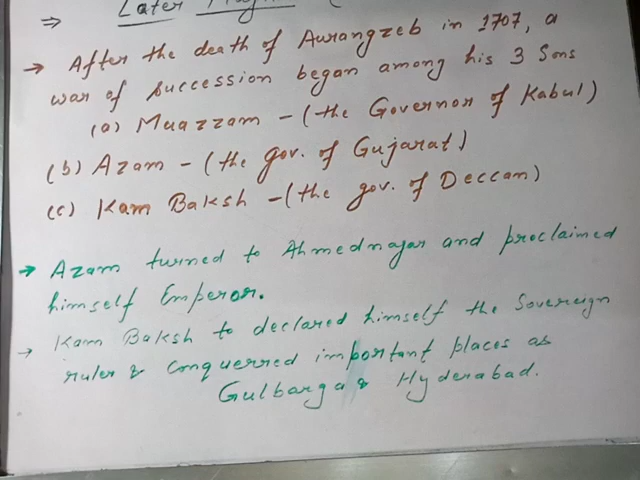 ⇒ Later
→ After the death of Aurangzeb in 1707, a
war of succession began among his 3 Sons
(a) Muazzam - (the Governor of Kabul)
(b) Azam - (the gov. of Gujarat)
(c) Kam Baksh - (the gov. of Deccan)
→ Azam turned to Ahmednagar and proclaimed
himself Emperor.
→ Kam Baksh to declared himself the Sovereign
ruler & Conquerred important places as
Gulbarga & Hyderabad.